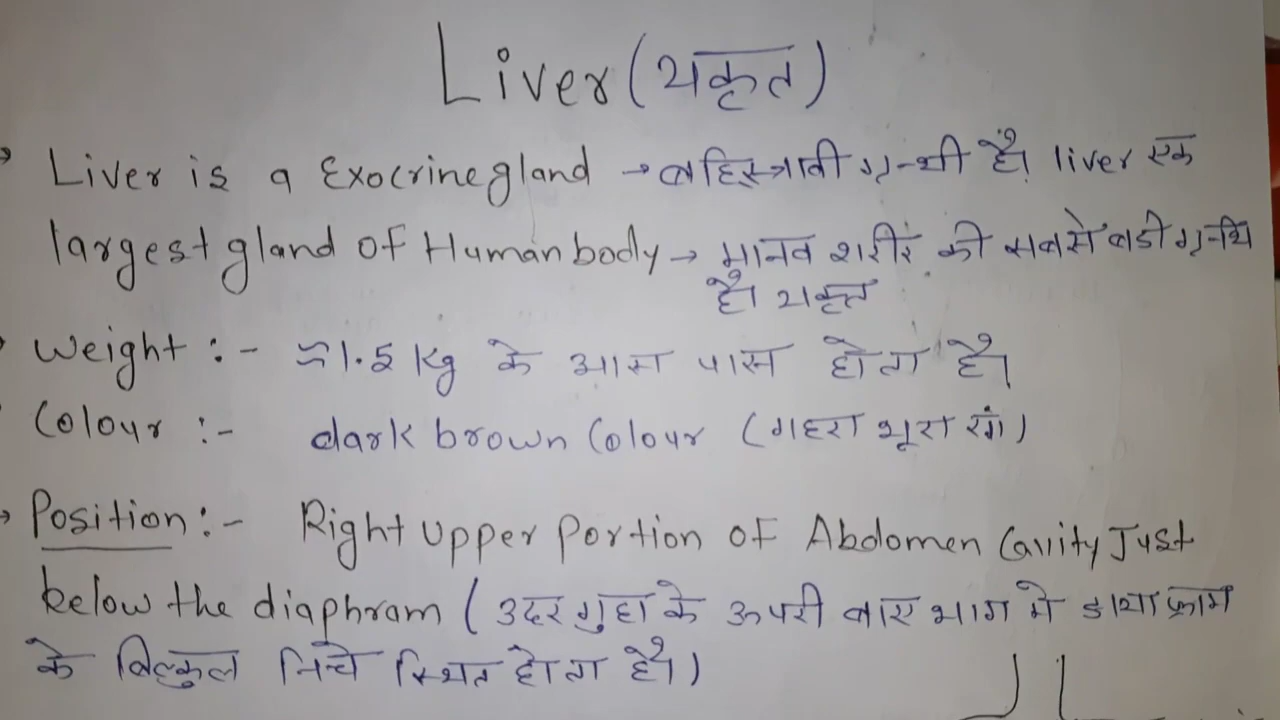 Liver (यकृत)
Liver is a Exocrine gland → बहिस्त्रावी ग्रन्थी है। liver एक
largest gland of Human body → मानव शरीर की सबसे बडी ग्रन्थि
है। यकृत
Weight :- ≈1.5 Kg के आस पास होता है।
Colour :- dark brown Colour (गहरा भूरा रंग)
Position :- Right Upper Portion of Abdomen Cavity Just
below the diaphram (उदर गुहा के ऊपरी बाए भाग मे डायाफ्राम
के बिल्कुल निचे स्थित होता है।)